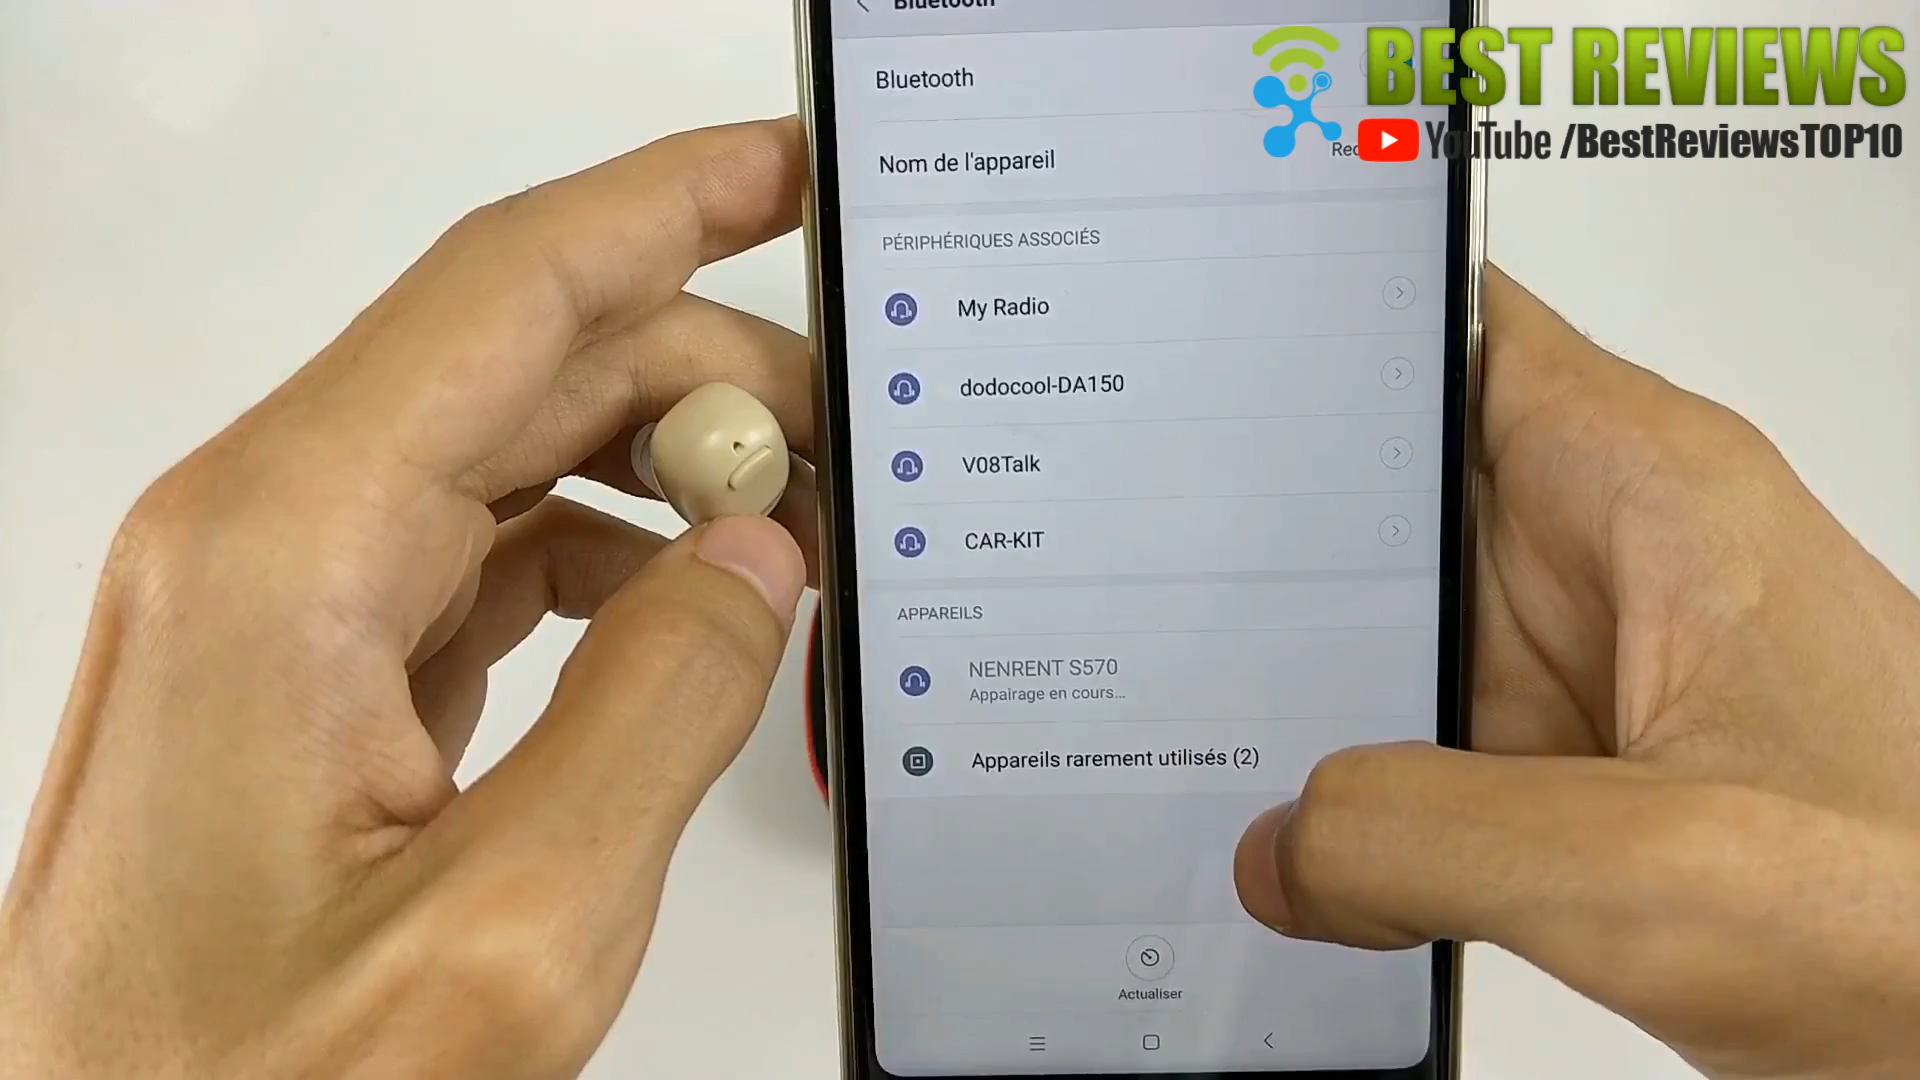 Bluetooth
BEST REVIEWS
Bluetooth
YouTube /BestReviewsTOP10
Nom de l'appareil
PÉRIPHÉRIQUES ASSOCIÉS
My Radio
dodocool-DA150
V08Talk
CAR-KIT
APPAREILS
NENRENT S570
Appairage en cours...
Appareils rarement utilisés (2)
Actualiser